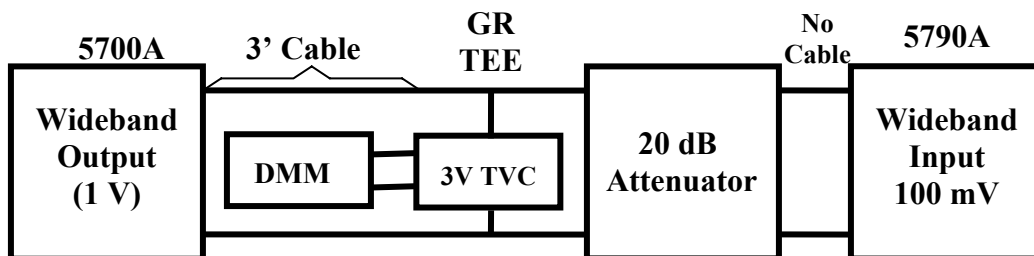 5700A
3’ Cable
GR
TEE
No
Cable
5790A
Wideband
Output
(1 V)
DMM
3V TVC
20 dB
Attenuator
Wideband
Input
100 mV